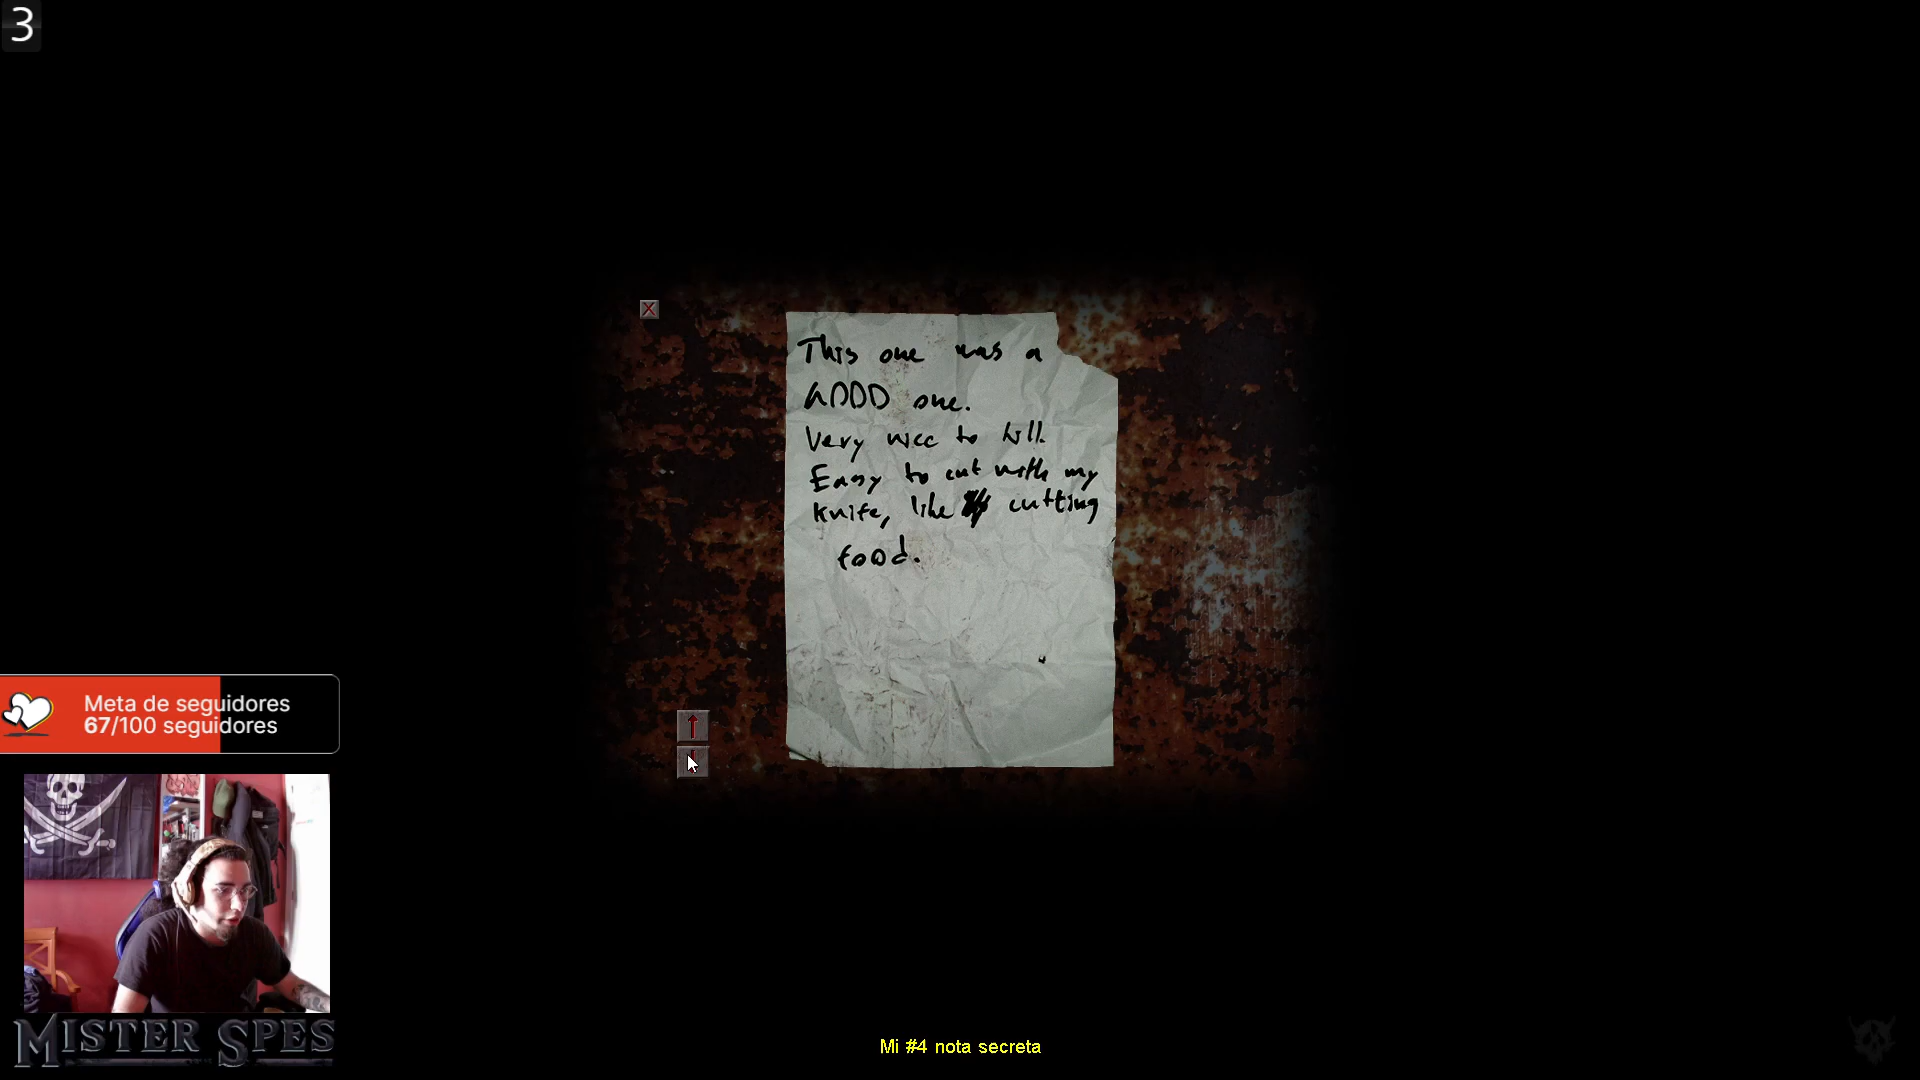 3
This one was a
GOOD one.
Very nice to kill.
Easy to cut with my
knife, like cutting
food.
Meta de seguidores
67/100 seguidores
MISTER SPES
Mi #4 nota secreta